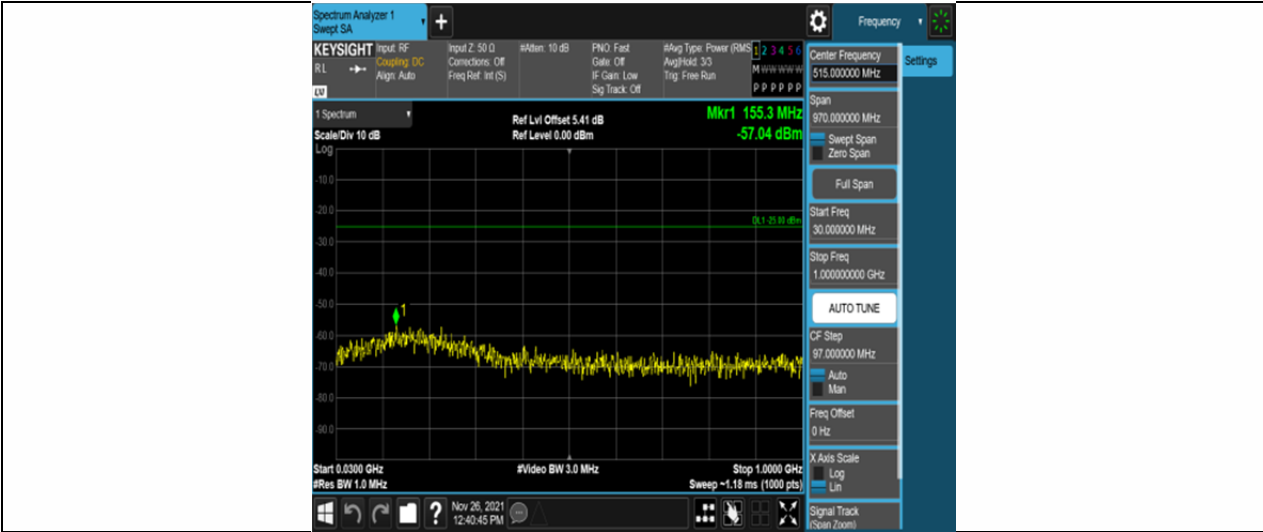 Spectrum Analyzer 1
Swept SA
+
Frequency
KEYSIGHT
RL
LV
Input: RF
Coupling: DC
Align: Auto
Input Z: 50 Ω
Corrections: Off
Freq Ref: Int (S)
#Atten: 10 dB
PNO: Fast
Gate: Off
IF Gain: Low
Sig Track: Off
#Avg Type: Power (RMS
Avg|Hold: 3/3
Trig: Free Run
1 2 3 4 5 6
M W W W W W
P P P P P P
1 Spectrum
Scale/Div 10 dB
Log
Ref Lvl Offset 5.41 dB
Ref Level 0.00 dBm
Mkr1 155.3 MHz
-57.04 dBm
-10.0
-20.0
DL1 -25.00 dBm
-30.0
-40.0
-50.0
1
-60.0
-70.0
-80.0
-90.0
Start 0.0300 GHz
#Res BW 1.0 MHz
#Video BW 3.0 MHz
Stop 1.0000 GHz
Sweep ~1.18 ms (1000 pts)
Nov 26, 2021
12:40:45 PM
?
Center Frequency
515.000000 MHz
Settings
Span
970.000000 MHz
Swept Span
Zero Span
Full Span
Start Freq
30.000000 MHz
Stop Freq
1.000000000 GHz
AUTO TUNE
CF Step
97.000000 MHz
Auto
Man
Freq Offset
0 Hz
X Axis Scale
Log
Lin
Signal Track
(Span Zoom)